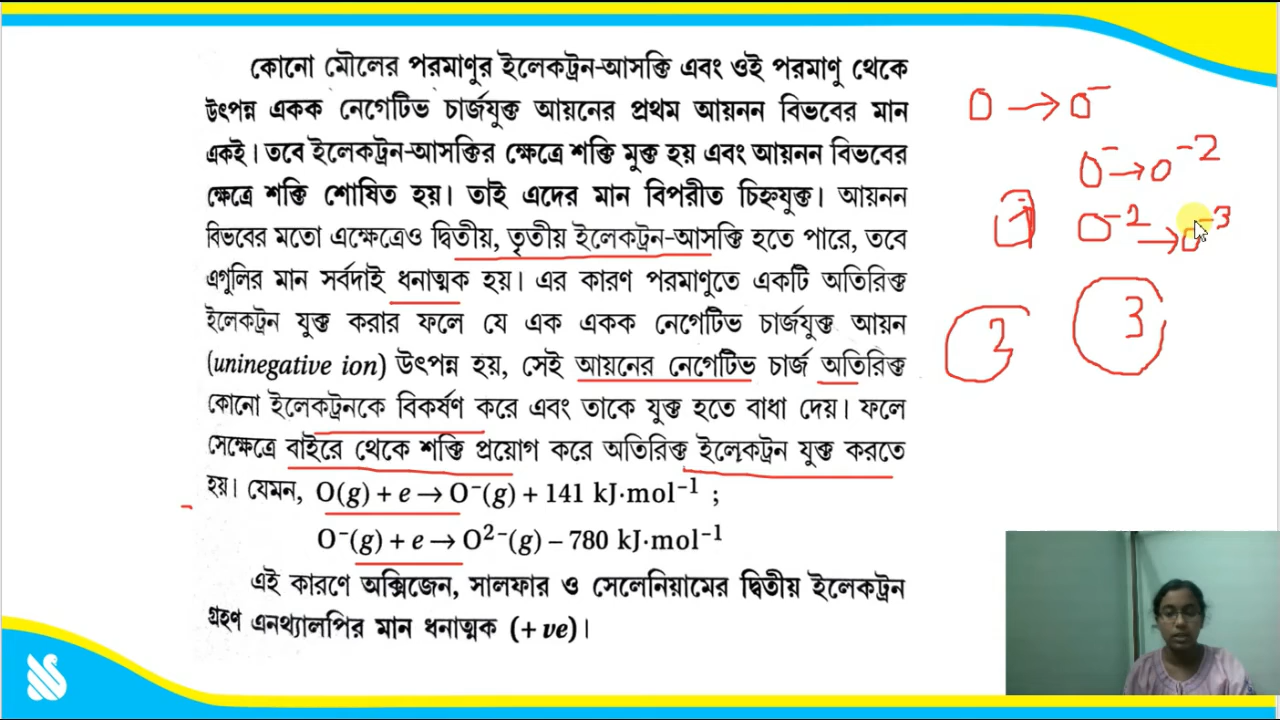 কোনো মৌলের পরমাণুর ইলেকট্রন-আসক্তি এবং ওই পরমাণু থেকে
উৎপন্ন একক নেগেটিভ চার্জযুক্ত আয়নের প্রথম আয়নন বিভবের মান
একই। তবে ইলেকট্রন-আসক্তির ক্ষেত্রে শক্তি মুক্ত হয় এবং আয়নন বিভবের
ক্ষেত্রে শক্তি শোষিত হয়। তাই এদের মান বিপরীত চিহ্নযুক্ত। আয়নন
বিভবের মতো এক্ষেত্রেও দ্বিতীয়, তৃতীয় ইলেকট্রন-আসক্তি হতে পারে, তবে
এগুলির মান সর্বদাই ধনাত্মক হয়। এর কারণ পরমাণুতে একটি অতিরিক্ত
ইলেকট্রন যুক্ত করার ফলে যে এক একক নেগেটিভ চার্জযুক্ত আয়ন
(uninegative ion) উৎপন্ন হয়, সেই আয়নের নেগেটিভ চার্জ অতিরিক্ত
কোনো ইলেকট্রনকে বিকর্ষণ করে এবং তাকে যুক্ত হতে বাধা দেয়। ফলে
সেক্ষেত্রে বাইরে থেকে শক্তি প্রয়োগ করে অতিরিক্ত ইলেকট্রন যুক্ত করতে
হয়। যেমন, O(g) + e → O⁻(g) + 141 kJ·mol⁻¹ ;
O⁻(g) + e → O²⁻(g) – 780 kJ·mol⁻¹
এই কারণে অক্সিজেন, সালফার ও সেলেনিয়ামের দ্বিতীয় ইলেকট্রন
গ্রহণ এনথ্যালপির মান ধনাত্মক (+ ve)।
O → O⁻
O⁻ → O⁻²
O⁻² → O⁻³
2
3